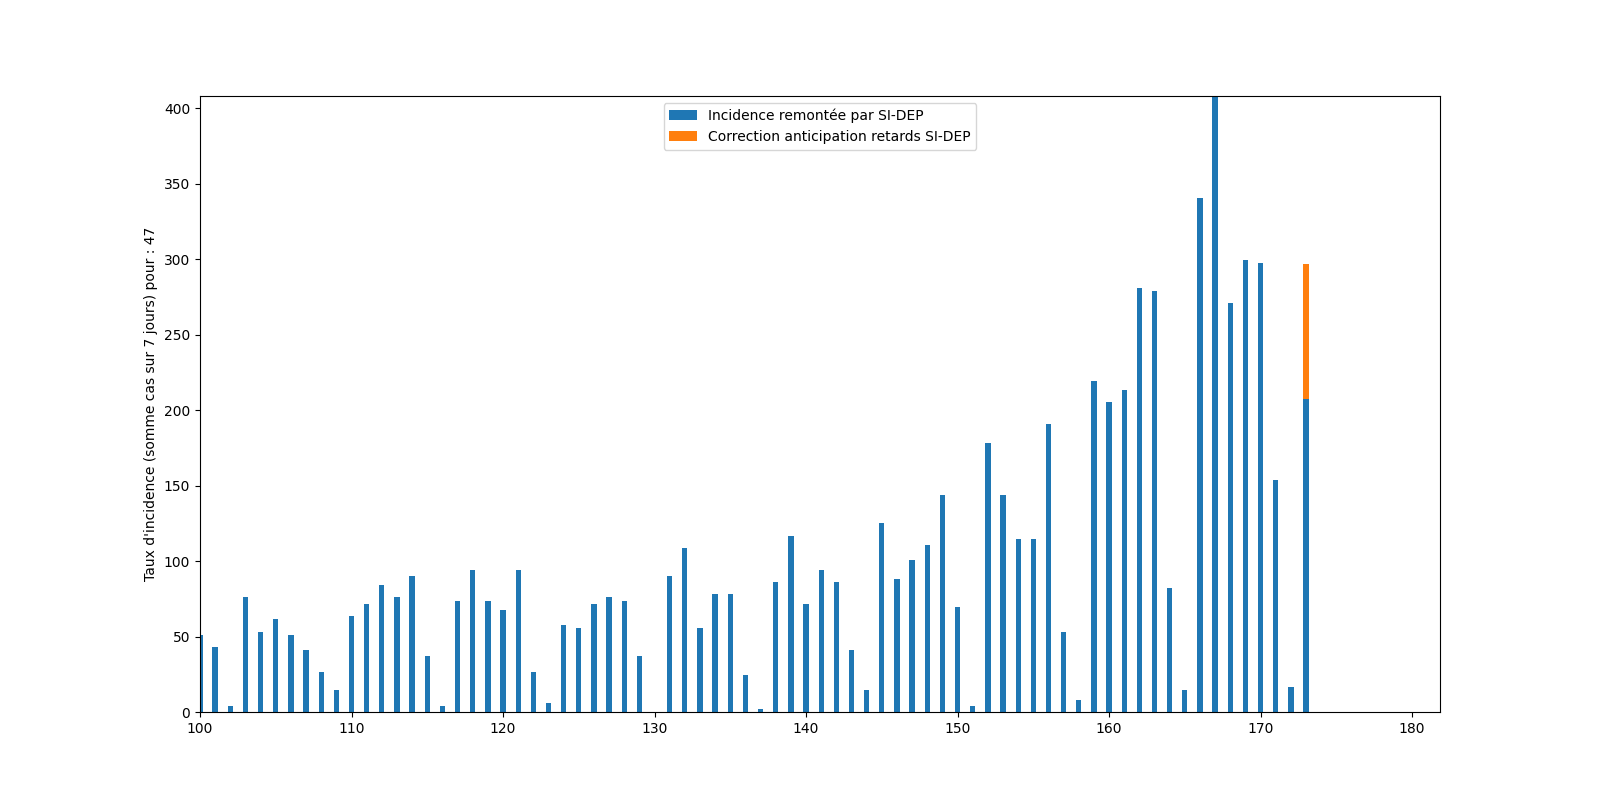 Incidence remontée par SI-DEP
Correction anticipation retards SI-DEP
Taux d'incidence (somme cas sur 7 jours) pour : 47
400
350
300
250
200
150
100
50
0
100 110 120 130 140 150 160 170 180